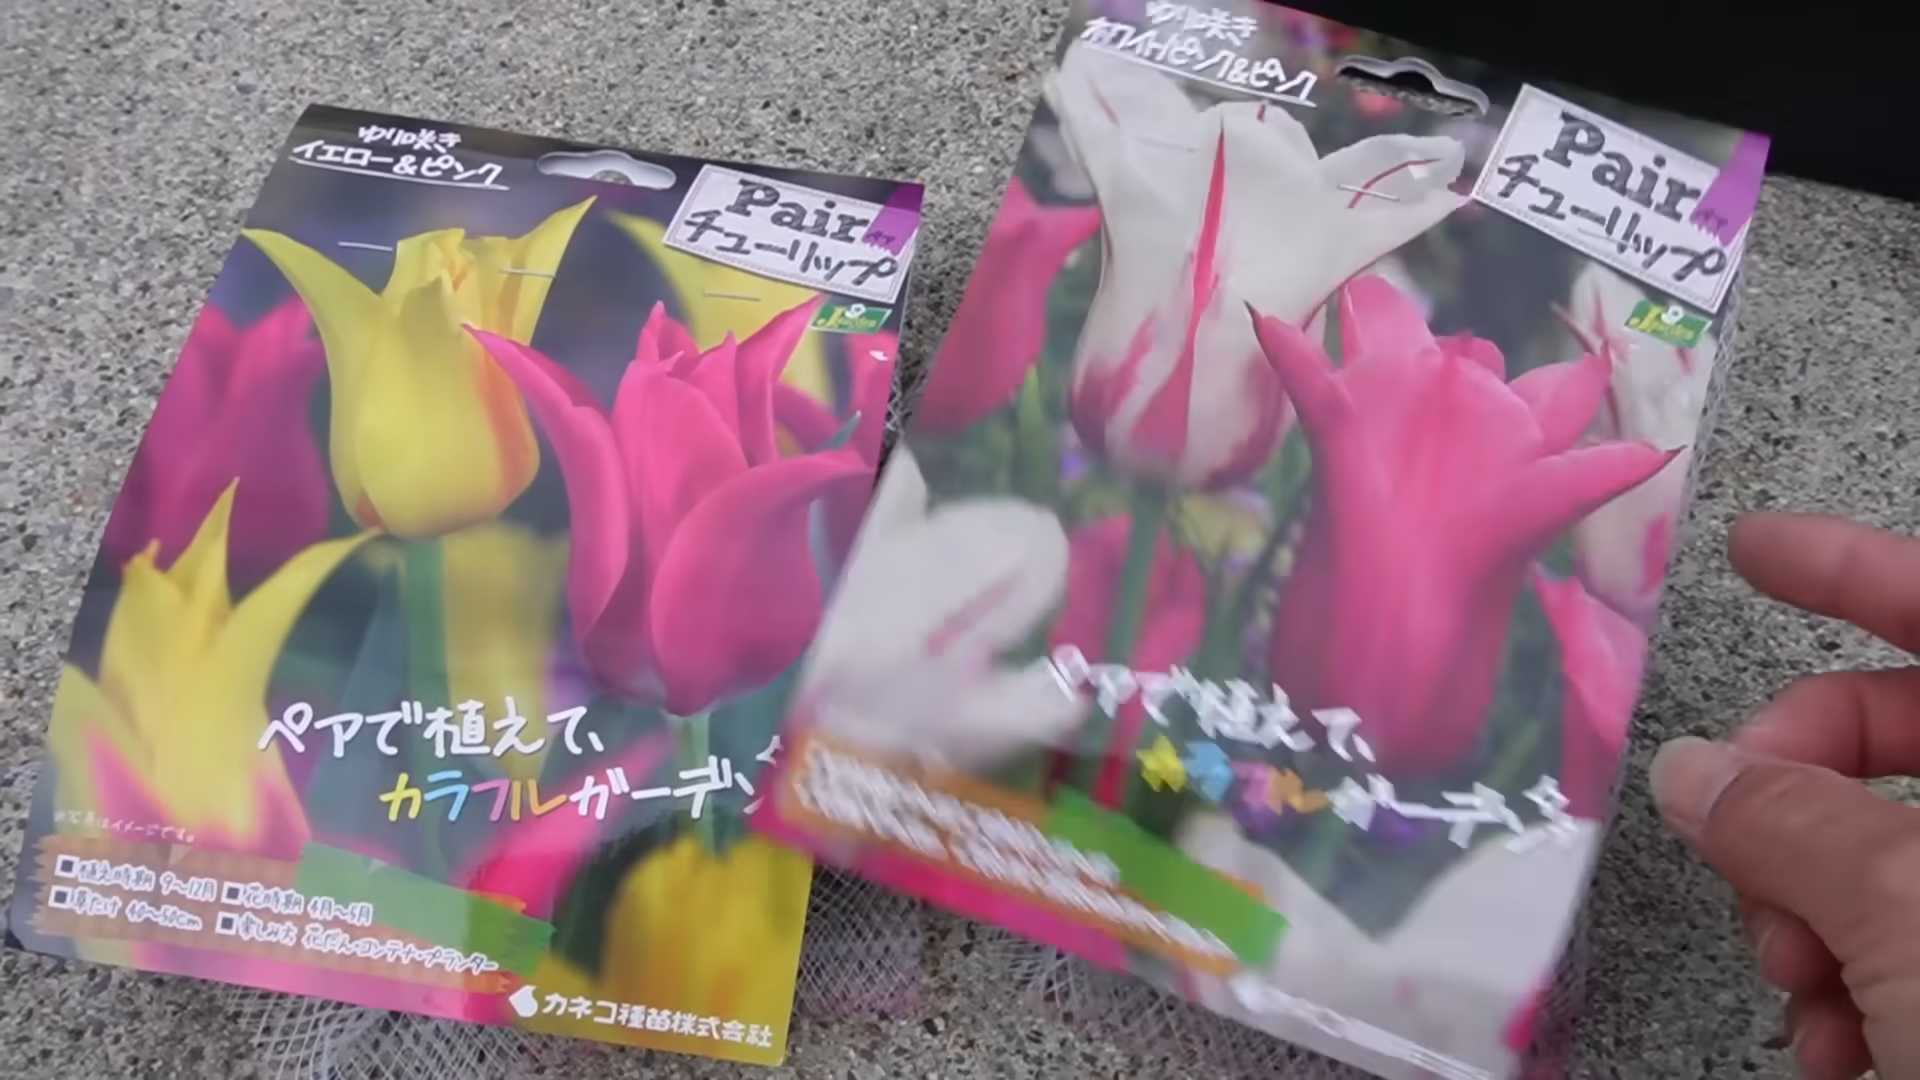 ゆり咲き
イエロー&ピンク
Pair
チューリップ
ペアで植えて、
カラフルガーデン
※写真はイメージです。
■植え時期 9〜12月 ■花時期 4月〜5月
■草たけ 40〜50cm ■楽しみ方 花だん・コンテナ・プランター
カネコ種苗株式会社
ゆり咲き
ホワイトピンク&ピンク
Pair
チューリップ
ペアで植えて、
カラフルガーデン